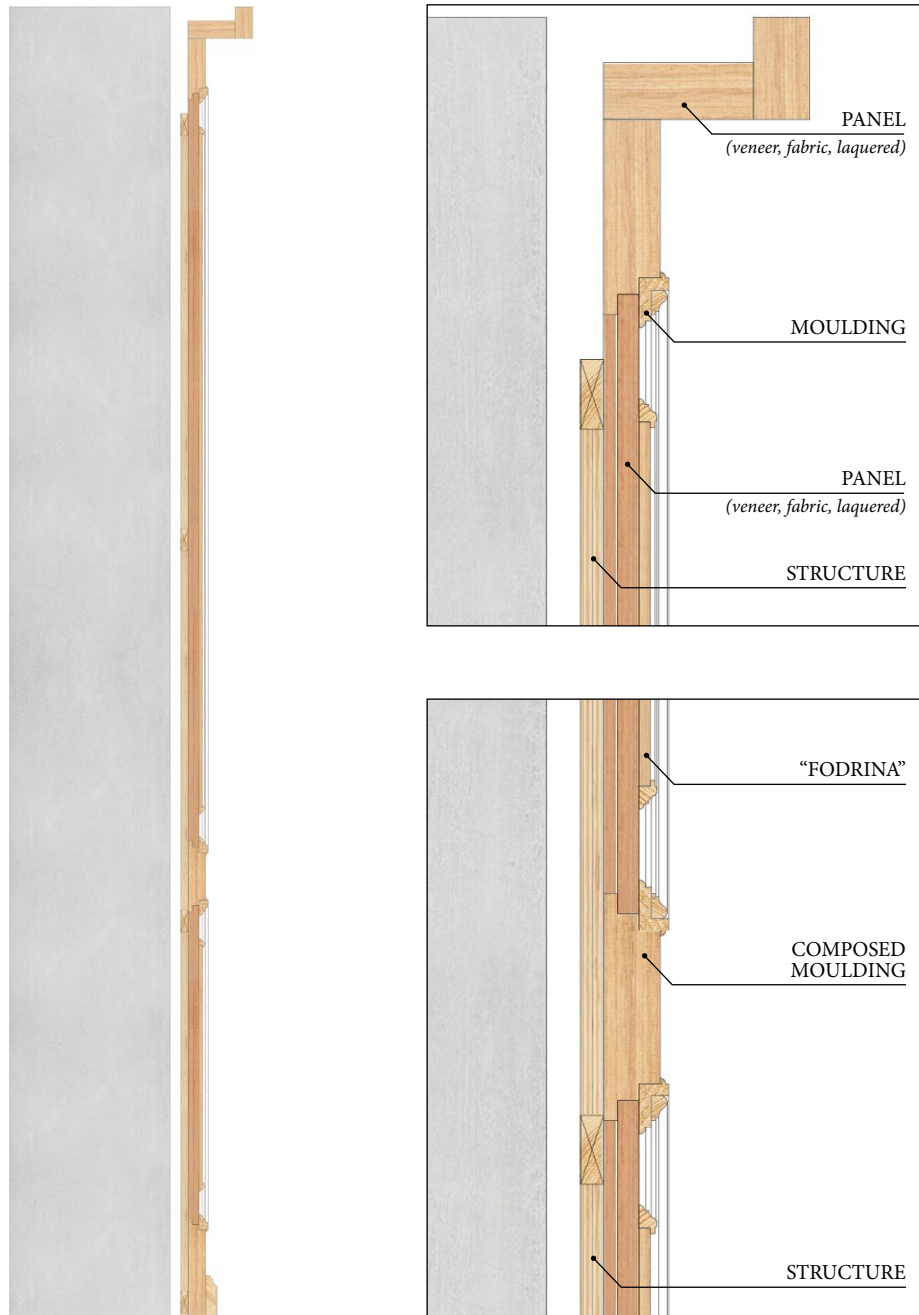 PANEL
(veneer, fabric, laquered)
MOULDING
PANEL
(veneer, fabric, laquered)
STRUCTURE
“FODRINA”
COMPOSED
MOULDING
STRUCTURE